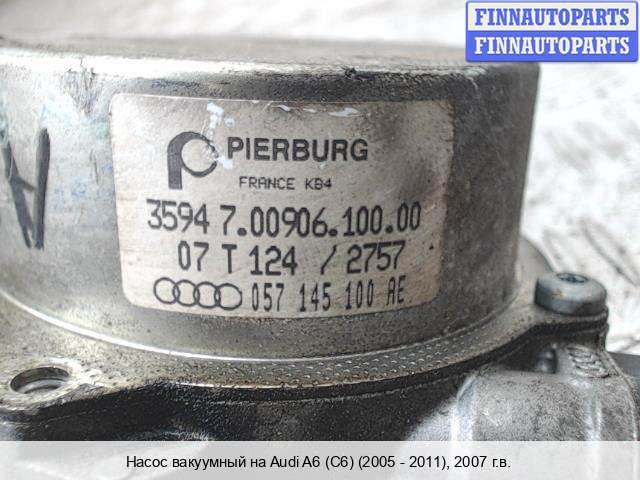 FINNAUTOPARTS
FINNAUTOPARTS
PIERBURG
FRANCE KB4
3594 7.00906.100.00
07 T 124 / 2757
057 145 100 AE
Насос вакуумный на Audi A6 (C6) (2005 - 2011), 2007 г.в.